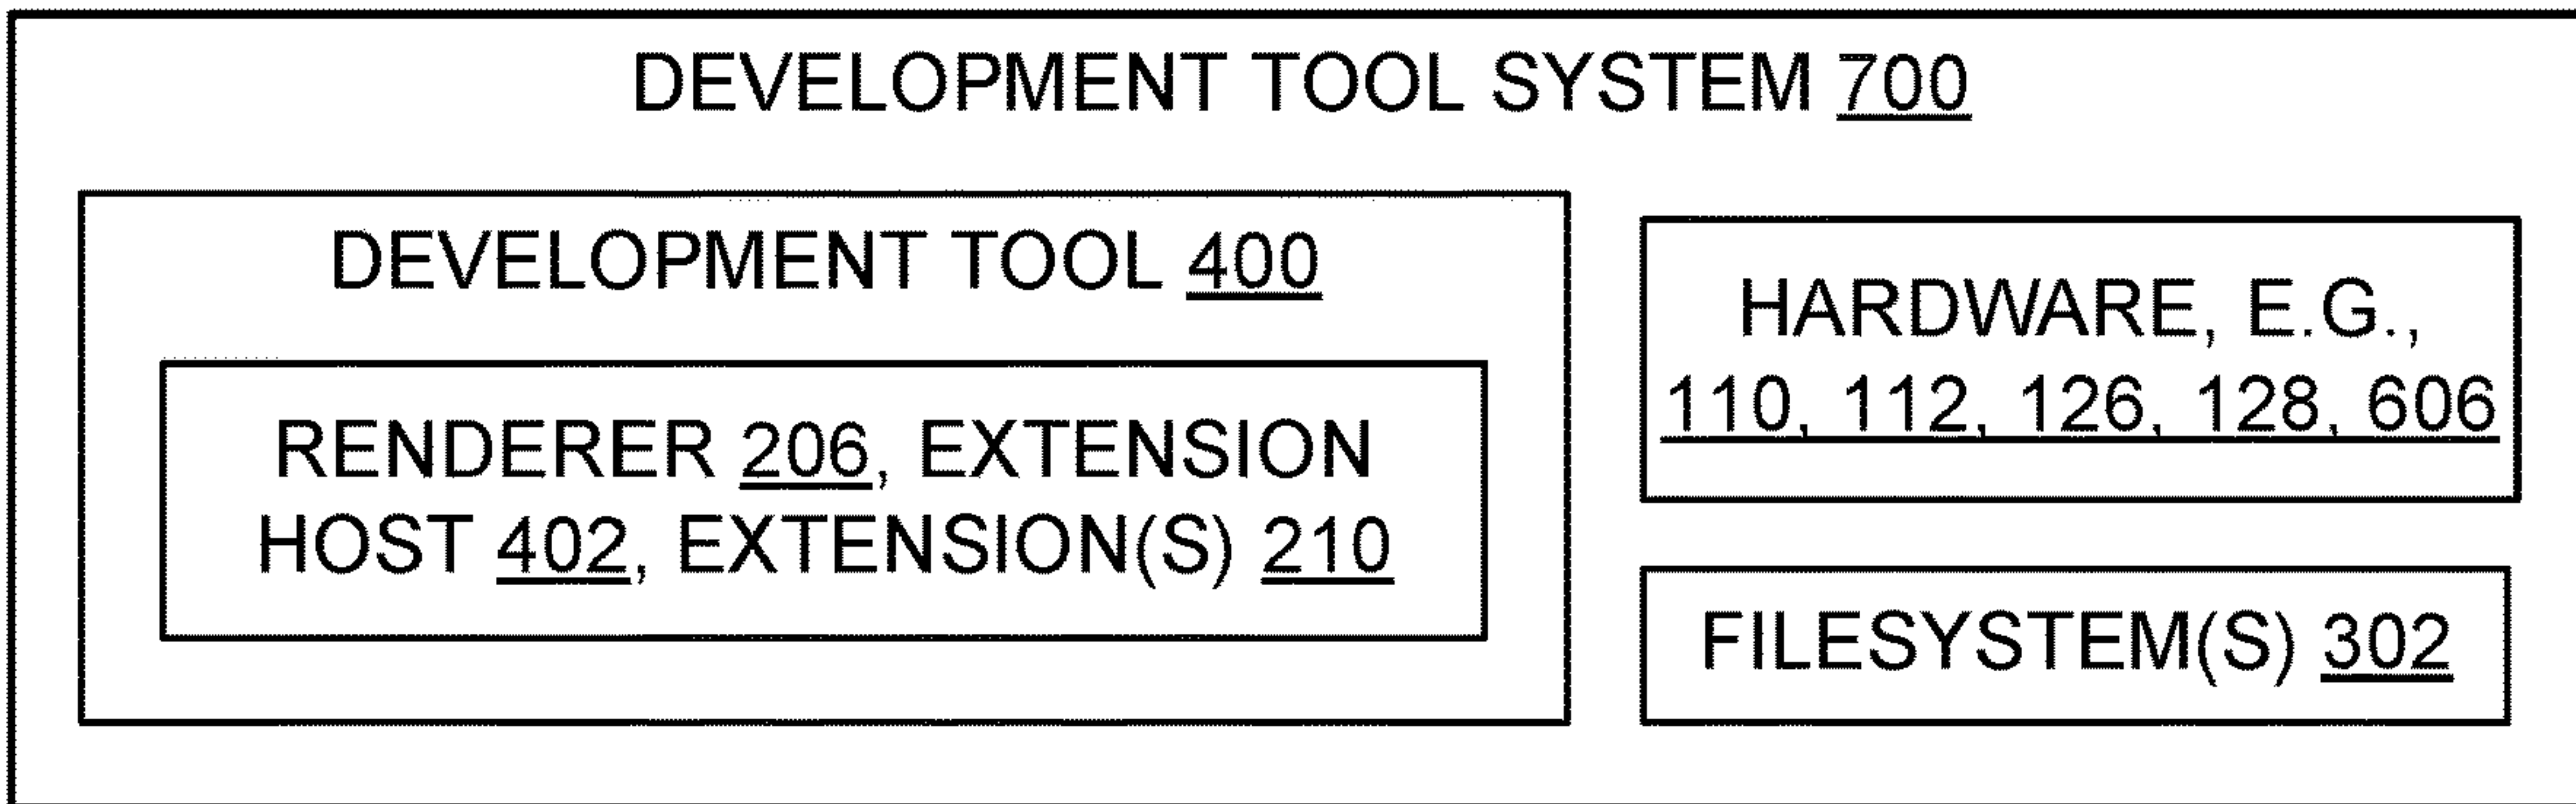 DEVELOPMENT TOOL SYSTEM 700
DEVELOPMENT TOOL 400
RENDERER 206, EXTENSION
HOST 402, EXTENSION(S) 210
HARDWARE, E.G.,
110, 112, 126, 128, 606
FILESYSTEM(S) 302